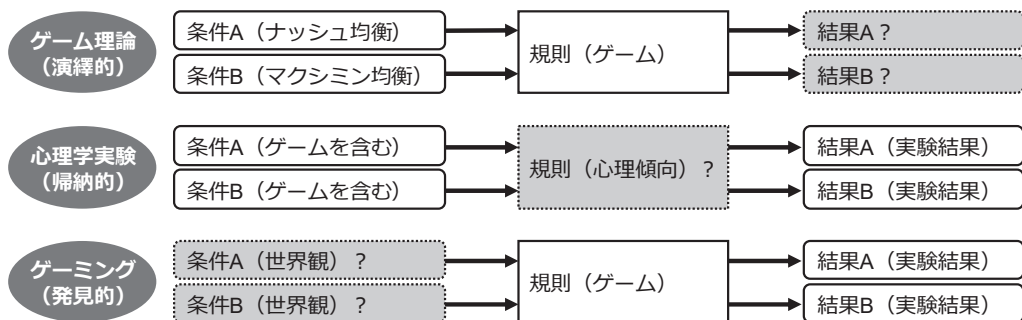 ゲーム理論
(演繹的)
条件A（ナッシュ均衡）
条件B（マクシミン均衡）
規則（ゲーム）
結果A？
結果B？
心理学実験
(帰納的)
条件A（ゲームを含む）
条件B（ゲームを含む）
規則（心理傾向）？
結果A（実験結果）
結果B（実験結果）
ゲーミング
(発見的)
条件A（世界観）？
条件B（世界観）？
規則（ゲーム）
結果A（実験結果）
結果B（実験結果）